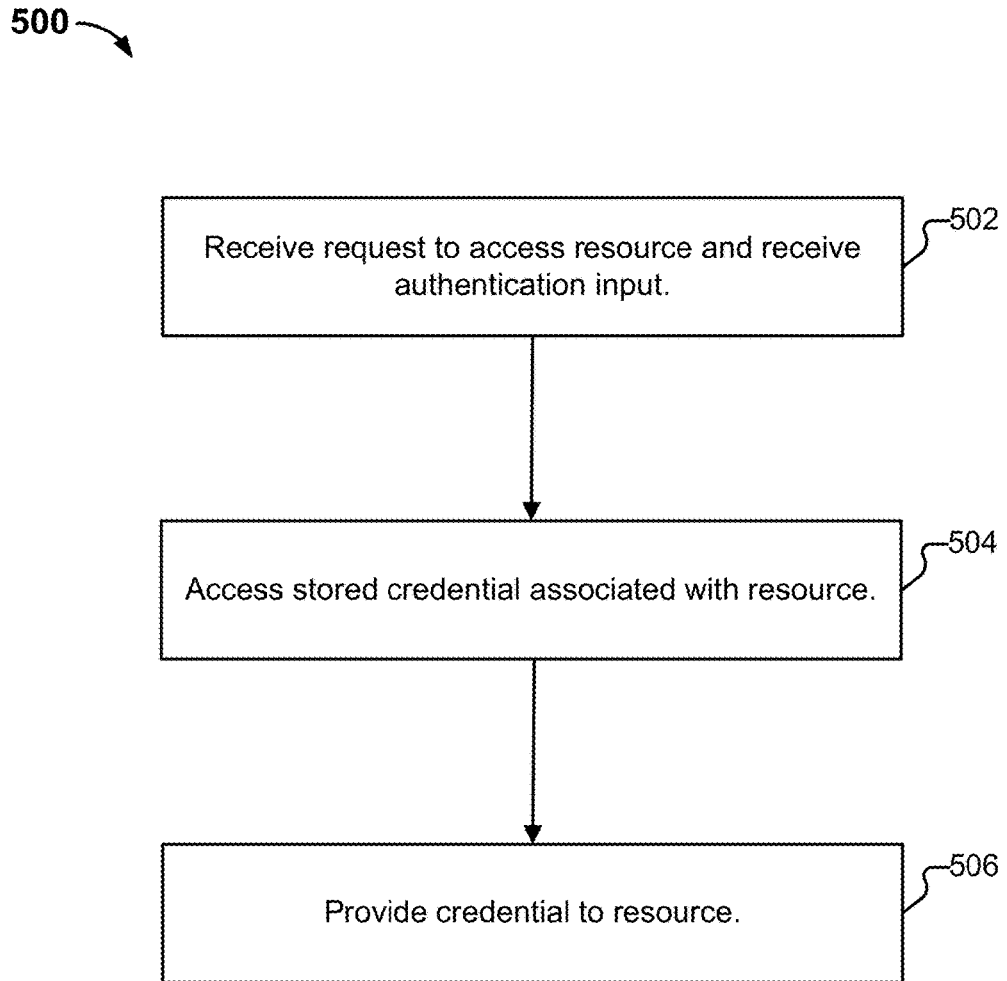 500
502
Receive request to access resource and receive
authentication input.
504
Access stored credential associated with resource.
506
Provide credential to resource.